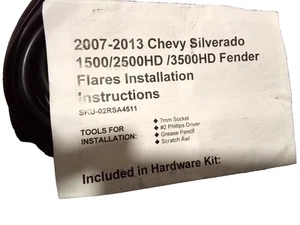 2007-2013 Chevy Silverado
1500/2500HD /3500HD Fender
Flares Installation
Instructions
SKU-02RSA4511
TOOLS FOR
INSTALLATION:
◆ 7mm Socket
◆ #2 Phillips Driver
◆ Grease Pencil
◆ Scratch Awl
Included in Hardware Kit: